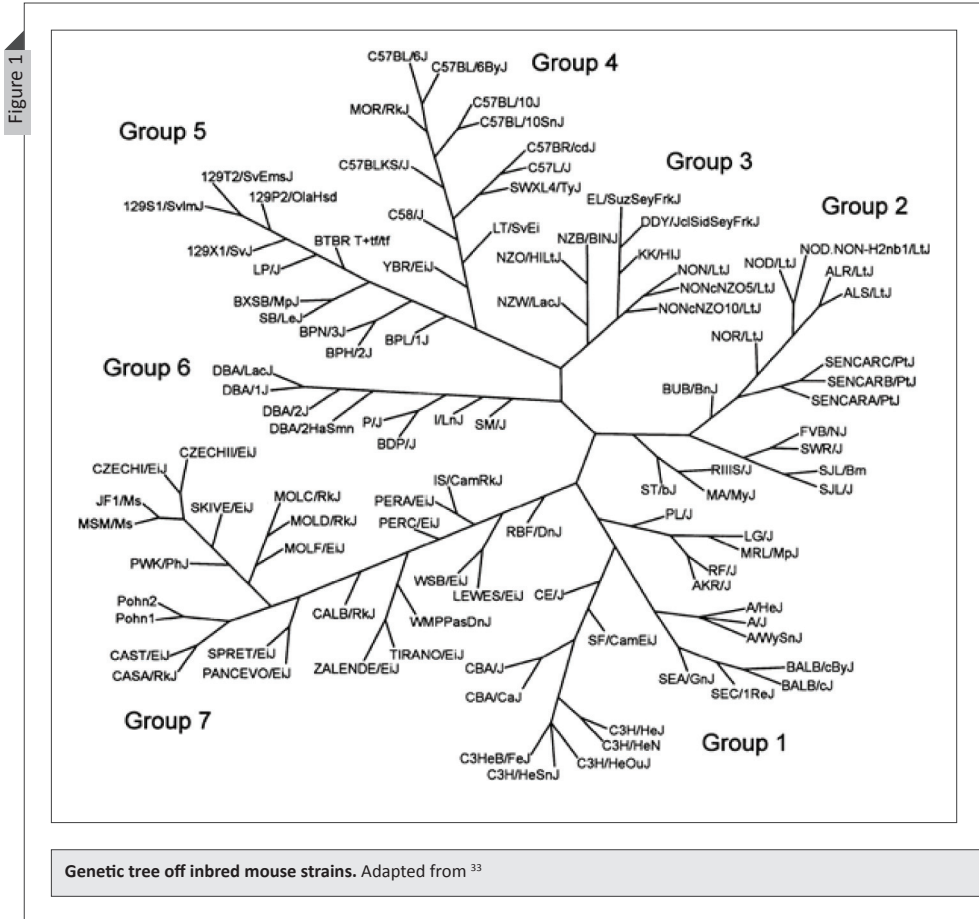 Figure 1
Group 4
C57BL/6J
C57BL/6ByJ
MOR/RkJ
C57BL/10J
C57BL/10SnJ
C57BLKS/J
C57BR/cdJ
C57L/J
SWXL4/TyJ
C58/J
LT/SvEi
YBR/EiJ
Group 5
129T2/SvEmsJ
129P2/OlaHsd
129S1/SvImJ
129X1/SvJ
BTBR T+tf/tf
LP/J
BXSB/MpJ
SB/LeJ
BPN/3J
BPH/2J
BPL/1J
Group 3
EL/SuzSeyFrkJ
DDY/JclSidSeyFrkJ
NZB/BINJ
NZO/HILtJ
KK/HIJ
NZW/LacJ
NON/LtJ
NONcNZO5/LtJ
NONcNZO10/LtJ
Group 2
NOD.NON-H2nb1/LtJ
NOD/LtJ
ALR/LtJ
ALS/LtJ
NOR/LtJ
BUB/BnJ
SENCARC/PtJ
SENCARB/PtJ
SENCARA/PtJ
FVB/NJ
SWR/J
SJL/Bm
SJL/J
RIIIS/J
ST/bJ
MA/MyJ
Group 6
DBA/LacJ
DBA/1J
DBA/2J
DBA/2HaSmn
P/J
BDP/J
I/LnJ
SM/J
CZECHII/EiJ
CZECHI/EiJ
JF1/Ms
MSM/Ms
SKIVE/EiJ
PWK/PhJ
MOLC/RkJ
MOLD/RkJ
MOLF/EiJ
IS/CamRkJ
PERA/EiJ
PERC/EiJ
RBF/DnJ
WSB/EiJ
LEWES/EiJ
CALB/RkJ
WMPPasDnJ
TIRANO/EiJ
ZALENDE/EiJ
SPRET/EiJ
PANCEVO/EiJ
Pohn2
Pohn1
CAST/EiJ
CASA/RkJ
Group 7
PL/J
LG/J
MRL/MpJ
RF/J
AKR/J
CE/J
SF/CamEiJ
A/HeJ
A/J
A/WySnJ
CBA/J
CBA/CaJ
SEA/GnJ
SEC/1ReJ
BALB/cByJ
BALB/cJ
C3H/HeJ
C3H/HeN
C3H/HeOuJ
C3HeB/FeJ
C3H/HeSnJ
Group 1
Genetic tree off inbred mouse strains. Adapted from 33